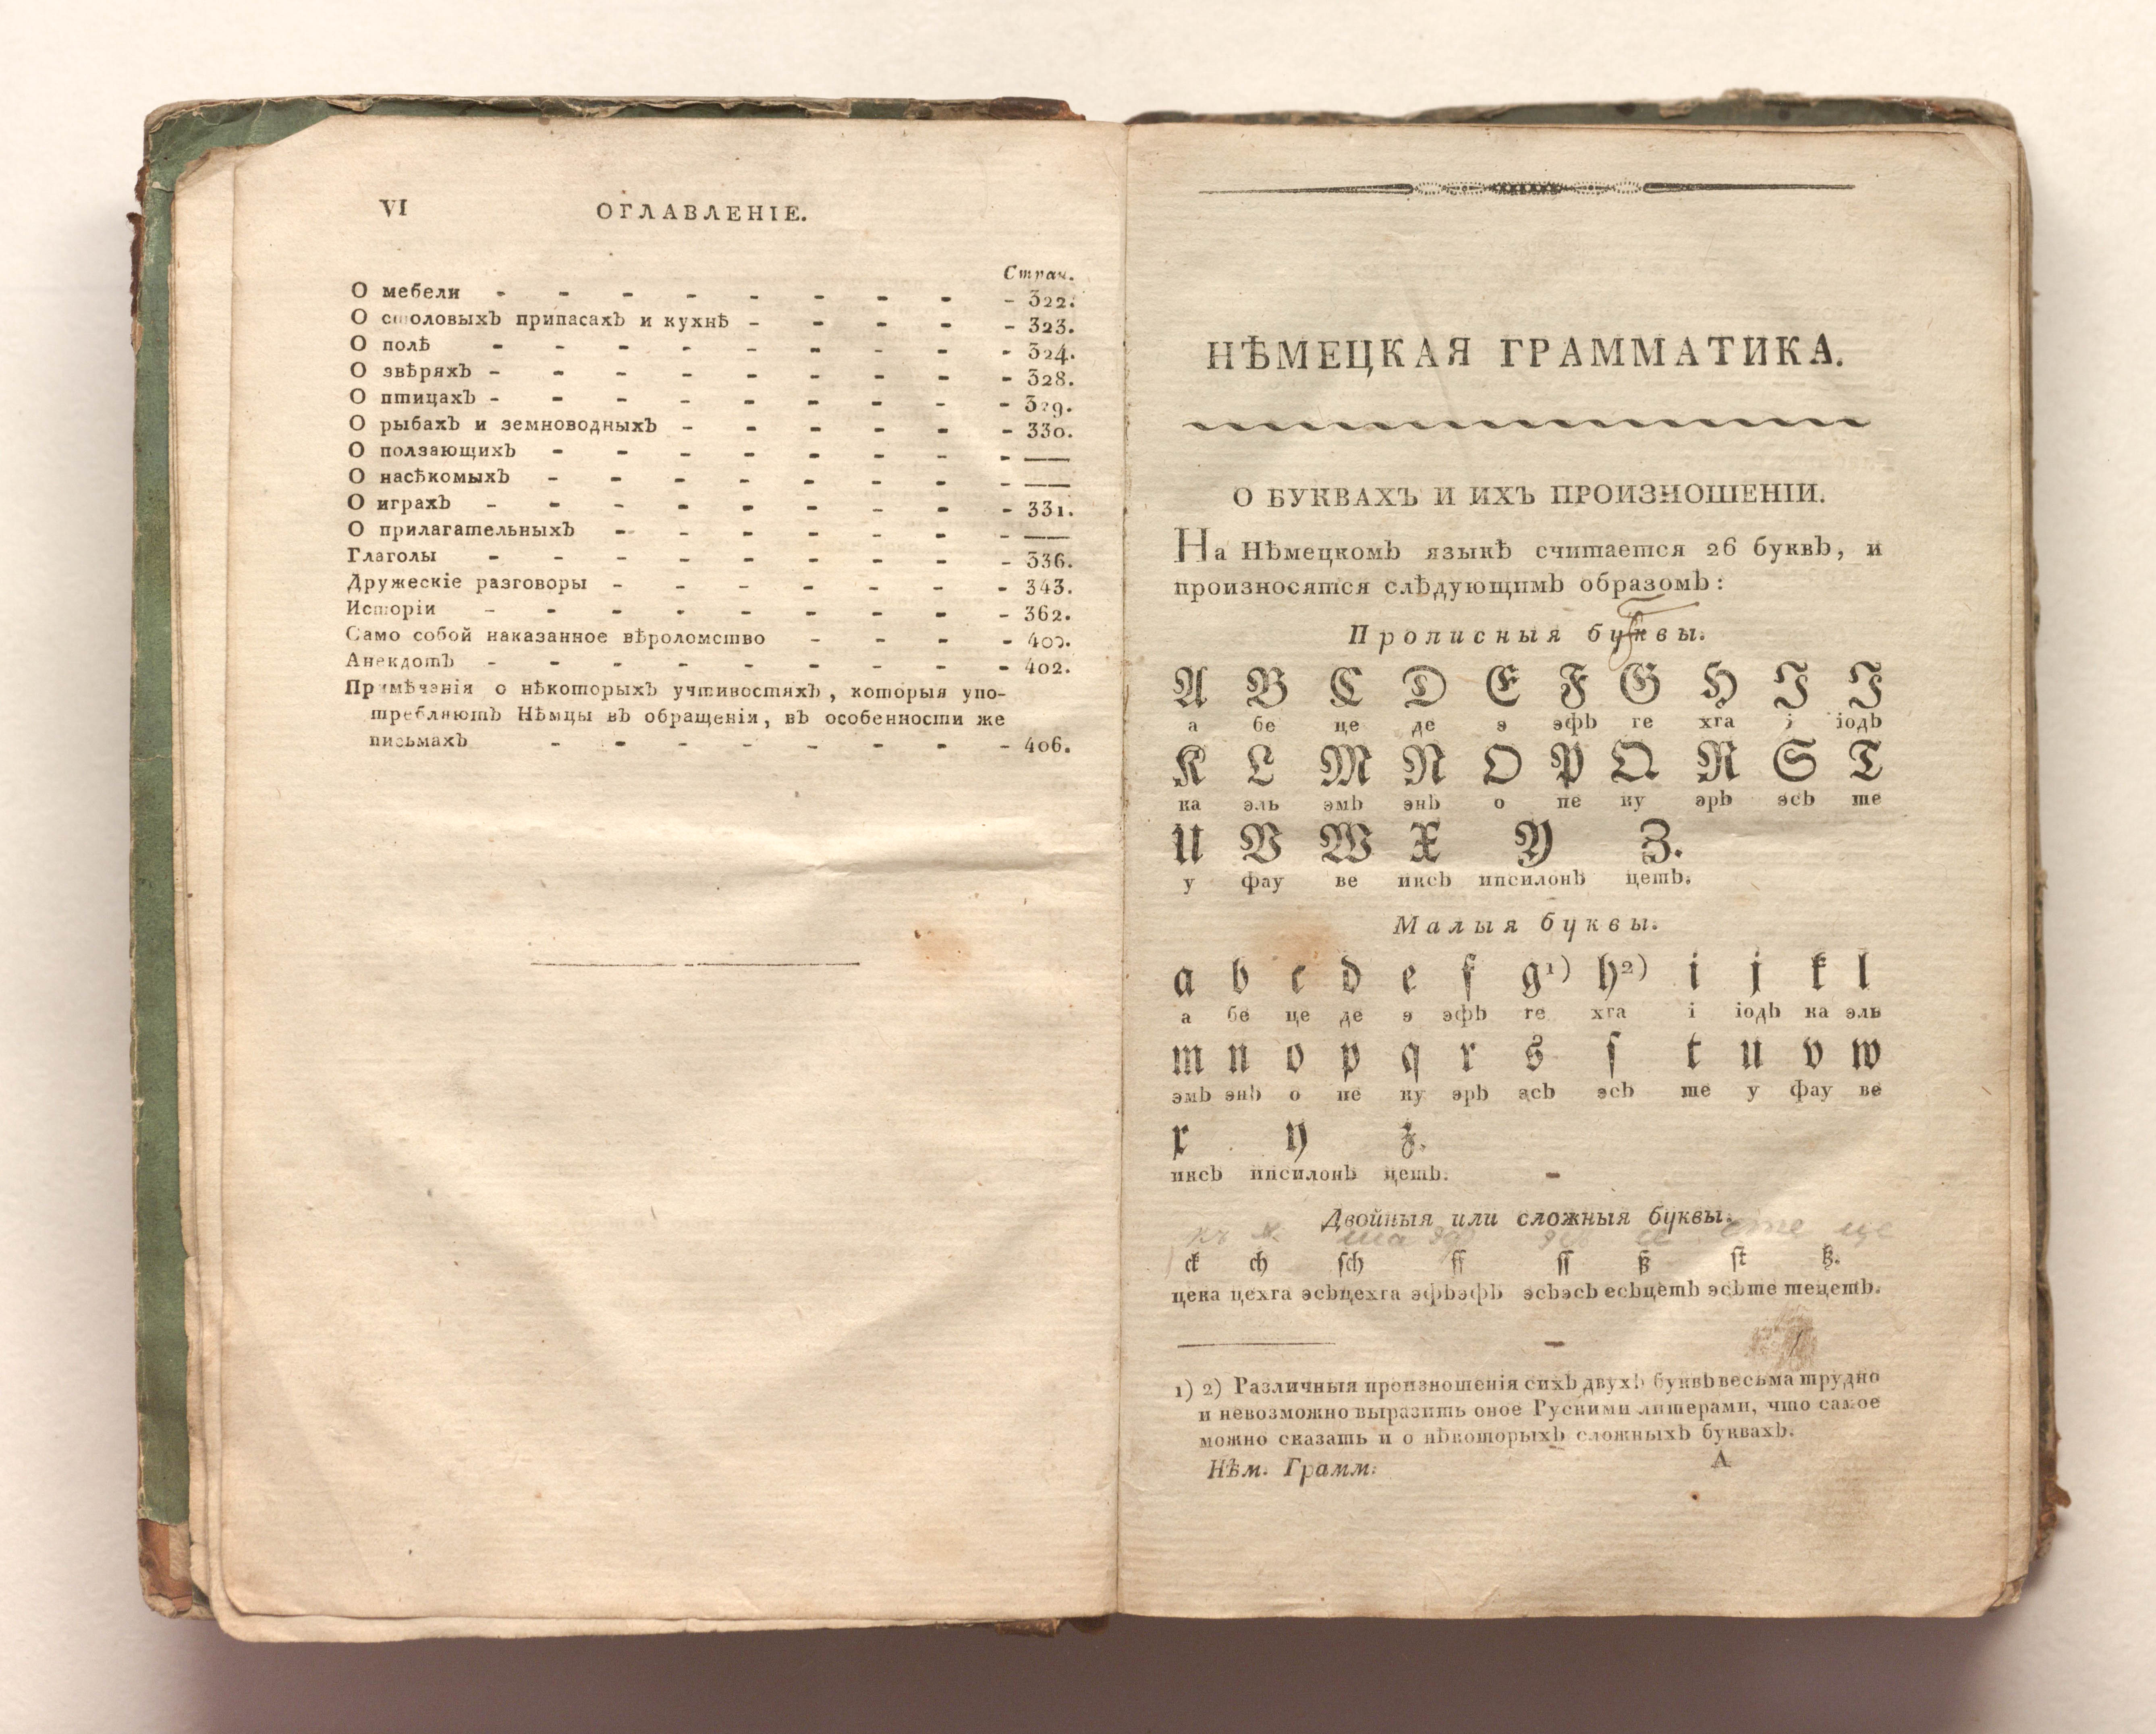 VI ОГЛАВЛЕНІЕ.
Стран.
О мебели - - - - - - - - - 322.
О столовыхъ припасахъ и кухнѣ - - - - - 323.
О полѣ - - - - - - - - - 324.
О звѣряхъ - - - - - - - - - 328.
О птицахъ - - - - - - - - - 329.
О рыбахъ и земноводныхъ - - - - - - 330.
О ползающихъ - - - - - - - - ——
О насѣкомыхъ - - - - - - - - ——
О играхъ - - - - - - - - - 331.
О прилагательныхъ - - - - - - - ——
Глаголы - - - - - - - - - 336.
Дружескіе разговоры - - - - - - - 343.
Исторіи - - - - - - - - - 362.
Само собой наказанное вѣроломство - - - - 400.
Анекдотъ - - - - - - - - - 402.
Примѣчанія о нѣкоторыхъ учтивостяхъ, которыя упо-
требляютъ Нѣмцы въ обращеніи, въ особенности же
письмахъ - - - - - - - - 406.
НѢМЕЦКАЯ ГРАММАТИКА.
О БУКВАХЪ И ИХЪ ПРОИЗНОШЕНІИ.
На Нѣмецкомъ языкѣ считается 26 буквъ, и
произносятся слѣдующимъ образомъ:
Прописныя буквы.
A B C D E F G H I J
а бе це де э эфъ ге хга і іодъ
K L M N O P Q R S T
ка эль эмъ энъ о пе ку эръ эсъ те
U V W X Y Z.
у фау ве иксъ ипсилонъ цетъ.
Малыя буквы.
a b c d e f g1) h2) i j k l
а бе це де э эфъ ге хга і іодъ ка эль
m n o p q r s ſ t u v w
эмъ энъ о пе ку эръ эсъ эсъ те у фау ве
x y z.
иксъ ипсилонъ цетъ.
Двойныя или сложныя буквы.
ck ch ſch ff ſſ ß ſt tz.
цека цехга эсъцехга эфъэфъ эсъэсъ есъцетъ эсъте тецетъ.
1) 2) Различныя произношенія сихъ двухъ буквъ весьма трудно
и невозможно выразить оное Рускими литерами, что самое
можно сказать и о нѣкоторыхъ сложныхъ буквахъ.
Нѣм. Грамм. А